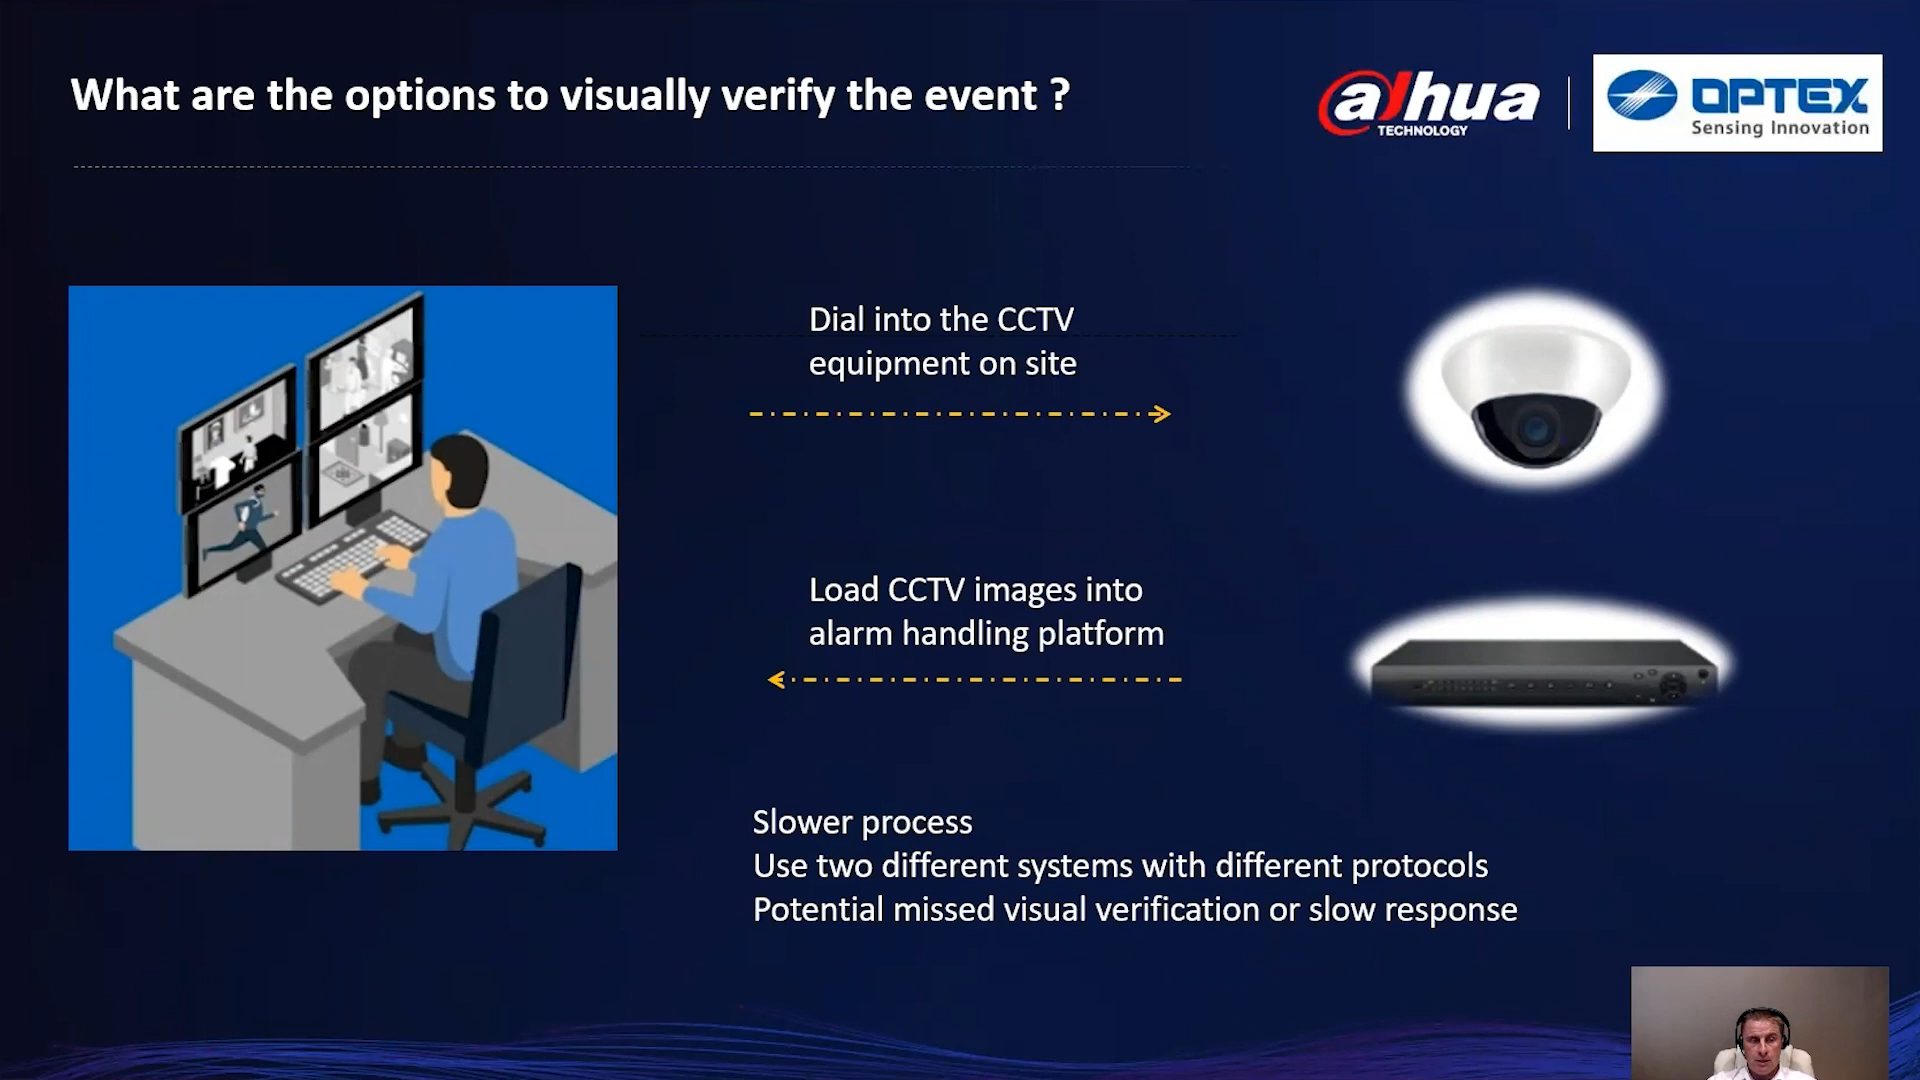 What are the options to visually verify the event ?
alhua
TECHNOLOGY
OPTEX
Sensing Innovation
Dial into the CCTV
equipment on site
Load CCTV images into
alarm handling platform
Slower process
Use two different systems with different protocols
Potential missed visual verification or slow response